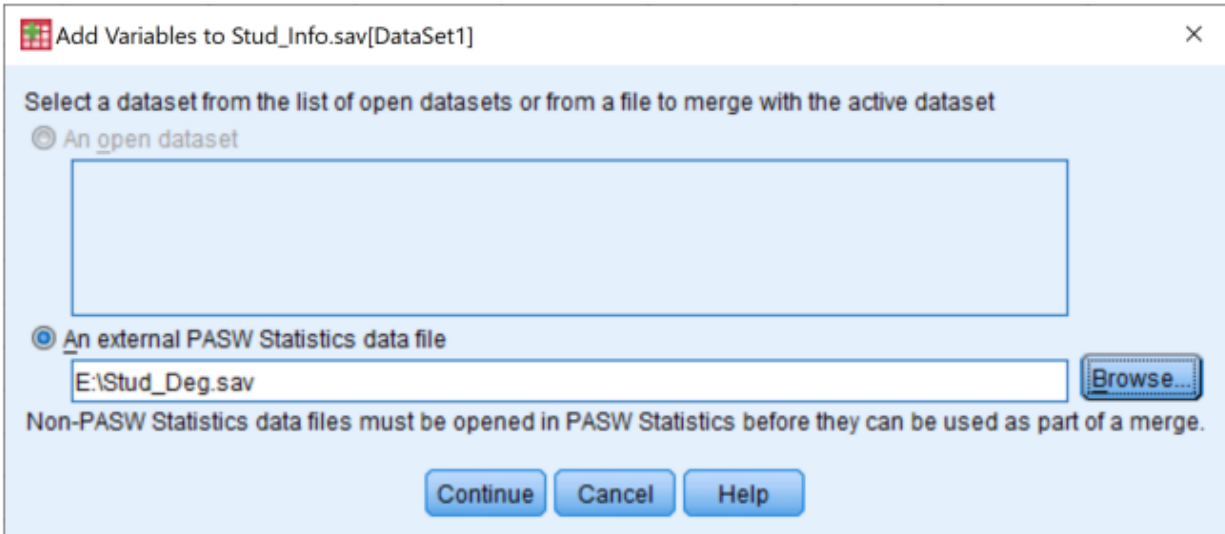 Add Variables to Stud_Info.sav[DataSet1]
Select a dataset from the list of open datasets or from a file to merge with the active dataset
An open dataset
An external PASW Statistics data file
E:\Stud_Deg.sav
Browse...
Non-PASW Statistics data files must be opened in PASW Statistics before they can be used as part of a merge.
Continue Cancel Help